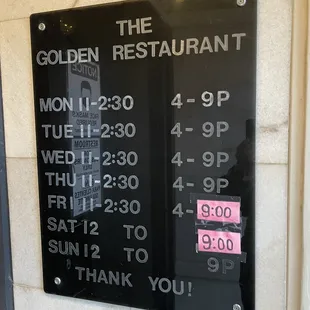 THE
GOLDEN RESTAURANT
MON 11-2:30 4-9P
TUE 11-2:30 4-9P
WED 11-2:30 4-9P
THU 11-2:30 4-9P
FRI 11-2:30 4-9:00
SAT 12 TO 9:00
SUN 12 TO 9P
THANK YOU!
NOTICE
RESTROOM